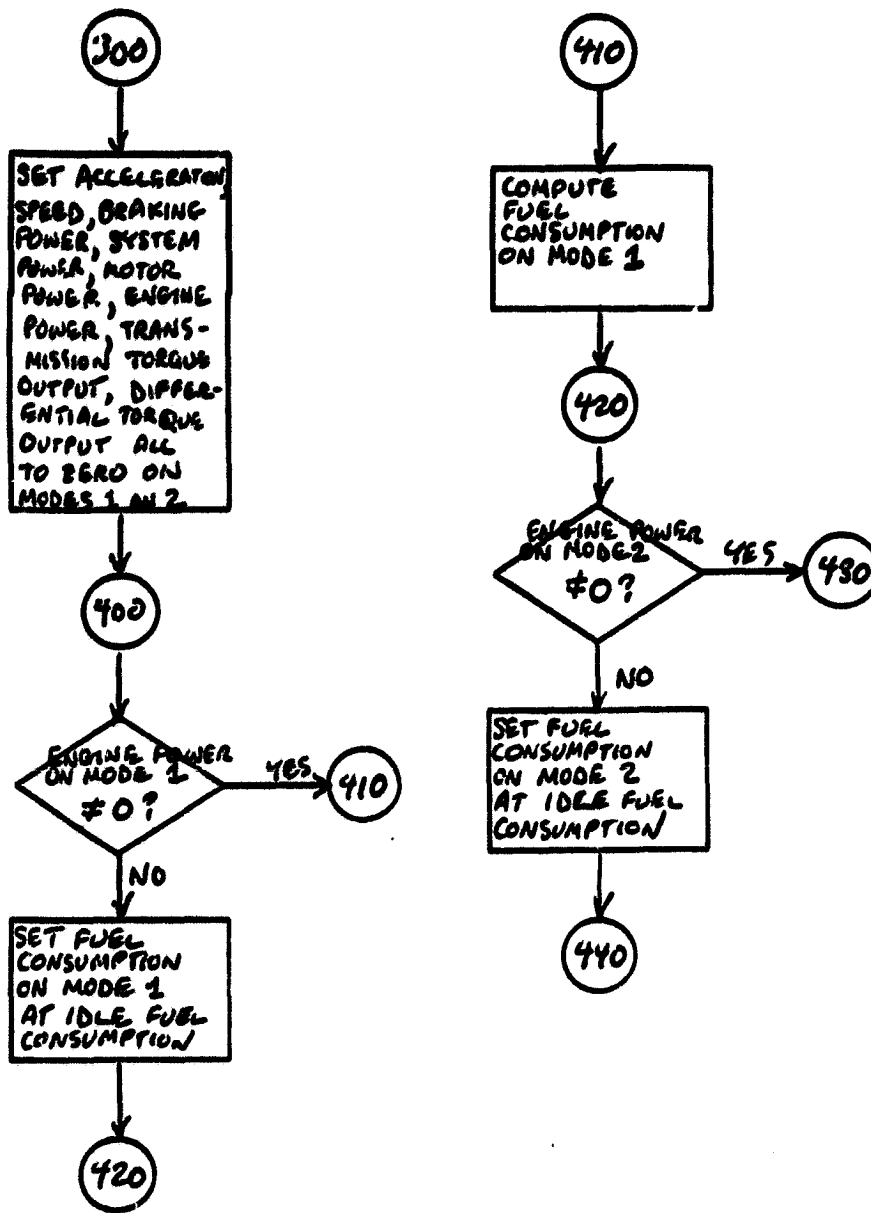 300
SET ACCELERATION,
SPEED, BRAKING
POWER, SYSTEM
POWER, MOTOR
POWER, ENGINE
POWER, TRANS-
MISSION TORQUE
OUTPUT, DIFFER-
ENTIAL TORQUE
OUTPUT ALL
TO ZERO ON
MODES 1 AN 2
400
ENGINE POWER
ON MODE 1
≠0?
YES
410
NO
SET FUEL
CONSUMPTION
ON MODE 1
AT IDLE FUEL
CONSUMPTION
420
410
COMPUTE
FUEL
CONSUMPTION
ON MODE 1
420
ENGINE POWER
ON MODE 2
≠0?
YES
430
NO
SET FUEL
CONSUMPTION
ON MODE 2
AT IDLE FUEL
CONSUMPTION
440